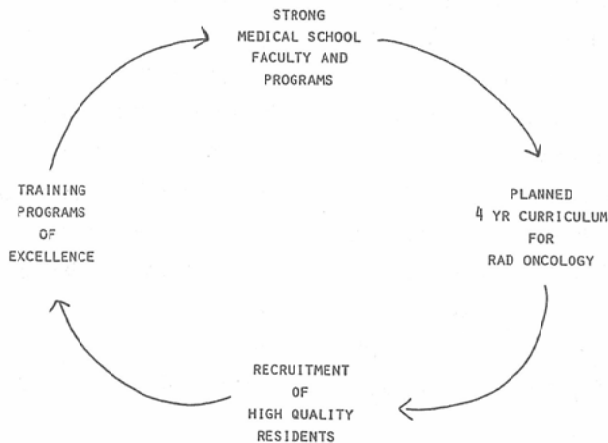 STRONG
MEDICAL SCHOOL
FACULTY AND
PROGRAMS
PLANNED
4 YR CURRICULUM
FOR
RAD ONCOLOGY
RECRUITMENT
OF
HIGH QUALITY
RESIDENTS
TRAINING
PROGRAMS
OF
EXCELLENCE